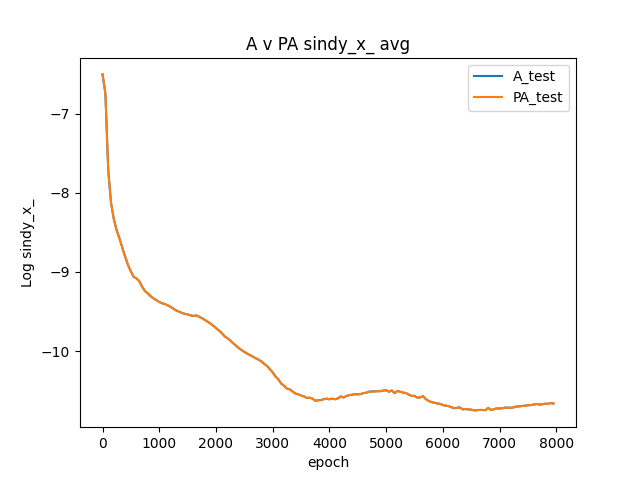 A v PA sindy_x_ avg
A_test
PA_test
Log sindy_x_
−7
−8
−9
−10
0 1000 2000 3000 4000 5000 6000 7000 8000
epoch